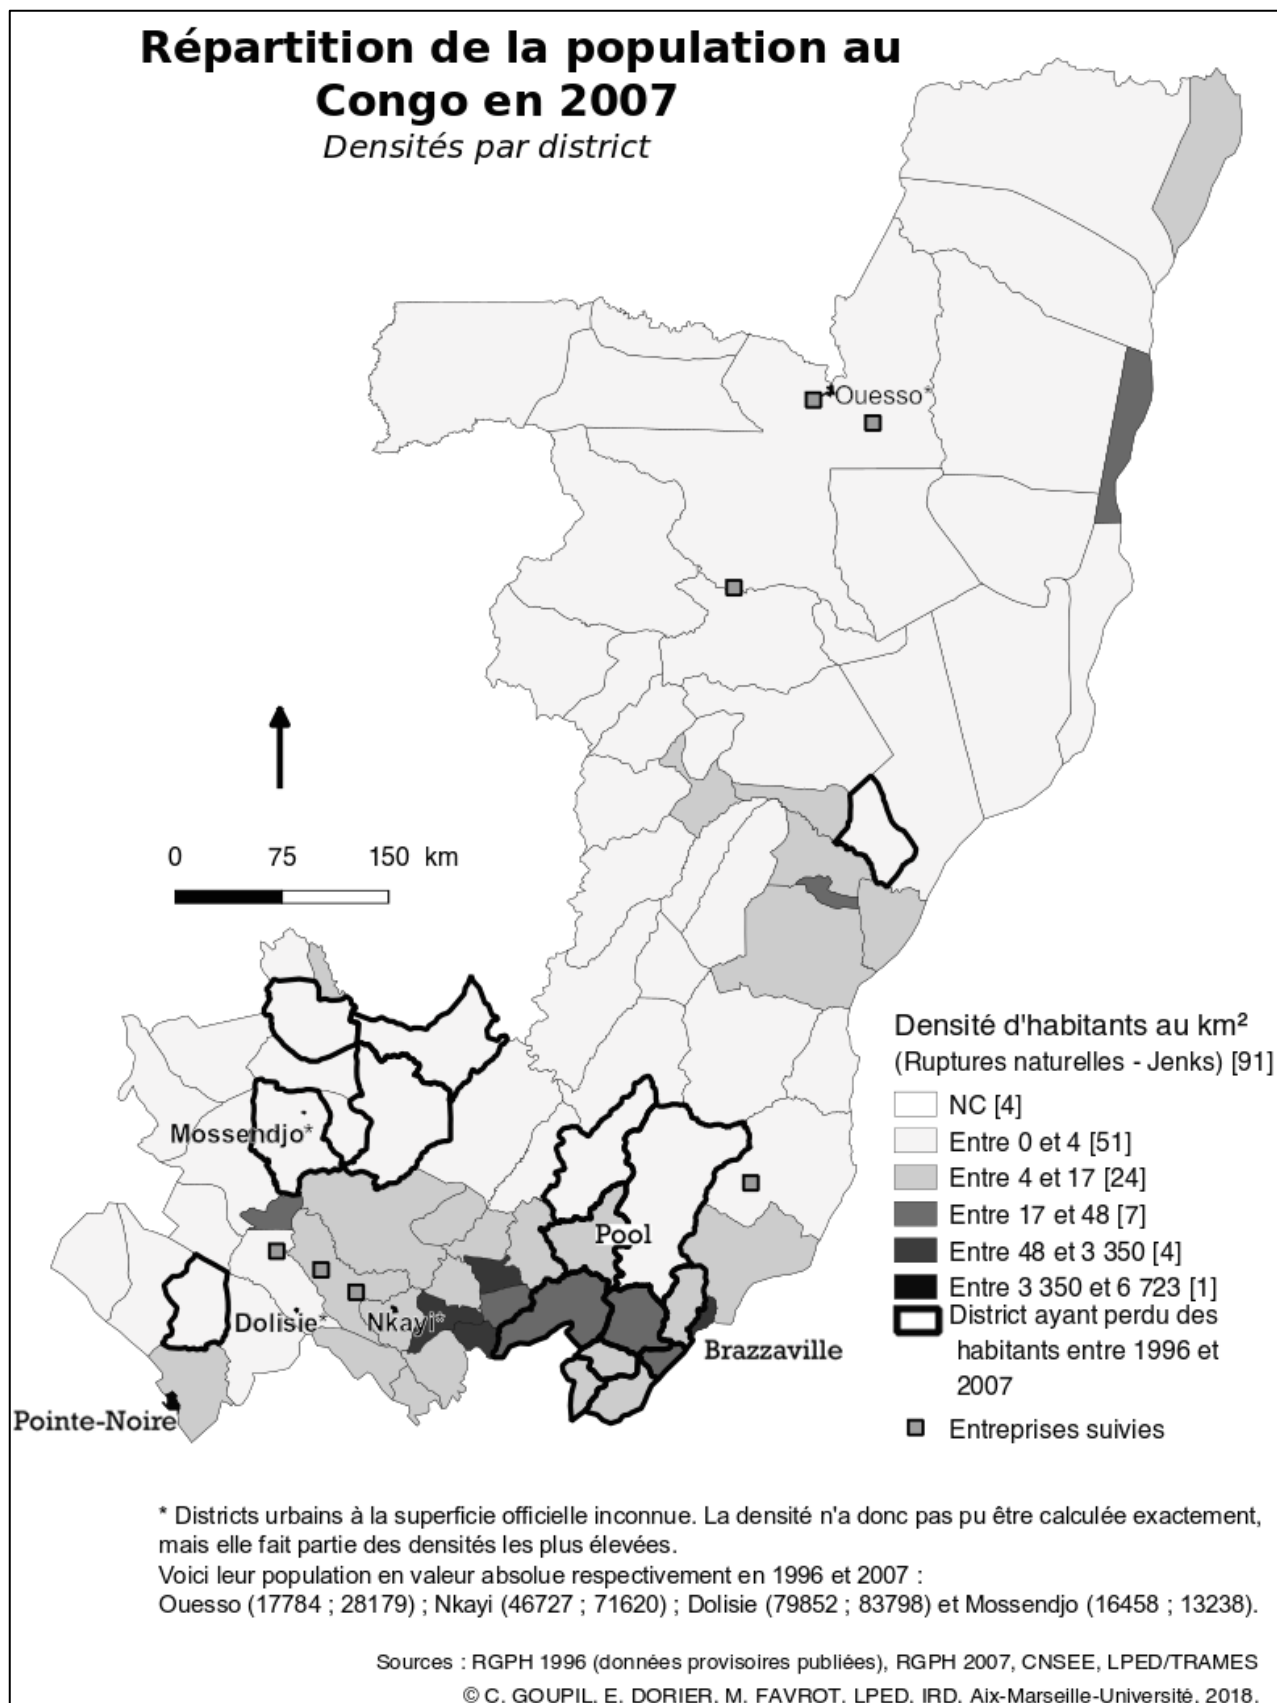 Répartition de la population au
Congo en 2007
Densités par district
Ouesso*
0 75 150 km
Mossendjo*
Pool
Dolisie*
Nkayi*
Brazzaville
Pointe-Noire
Densité d'habitants au km²
(Ruptures naturelles - Jenks) [91]
NC [4]
Entre 0 et 4 [51]
Entre 4 et 17 [24]
Entre 17 et 48 [7]
Entre 48 et 3 350 [4]
Entre 3 350 et 6 723 [1]
District ayant perdu des
habitants entre 1996 et
2007
Entreprises suivies
* Districts urbains à la superficie officielle inconnue. La densité n'a donc pas pu être calculée exactement,
mais elle fait partie des densités les plus élevées.
Voici leur population en valeur absolue respectivement en 1996 et 2007 :
Ouesso (17784 ; 28179) ; Nkayi (46727 ; 71620) ; Dolisie (79852 ; 83798) et Mossendjo (16458 ; 13238).
Sources : RGPH 1996 (données provisoires publiées), RGPH 2007, CNSEE, LPED/TRAMES
© C. GOUPIL, E. DORIER, M. FAVROT, LPED, IRD, Aix-Marseille-Université, 2018.